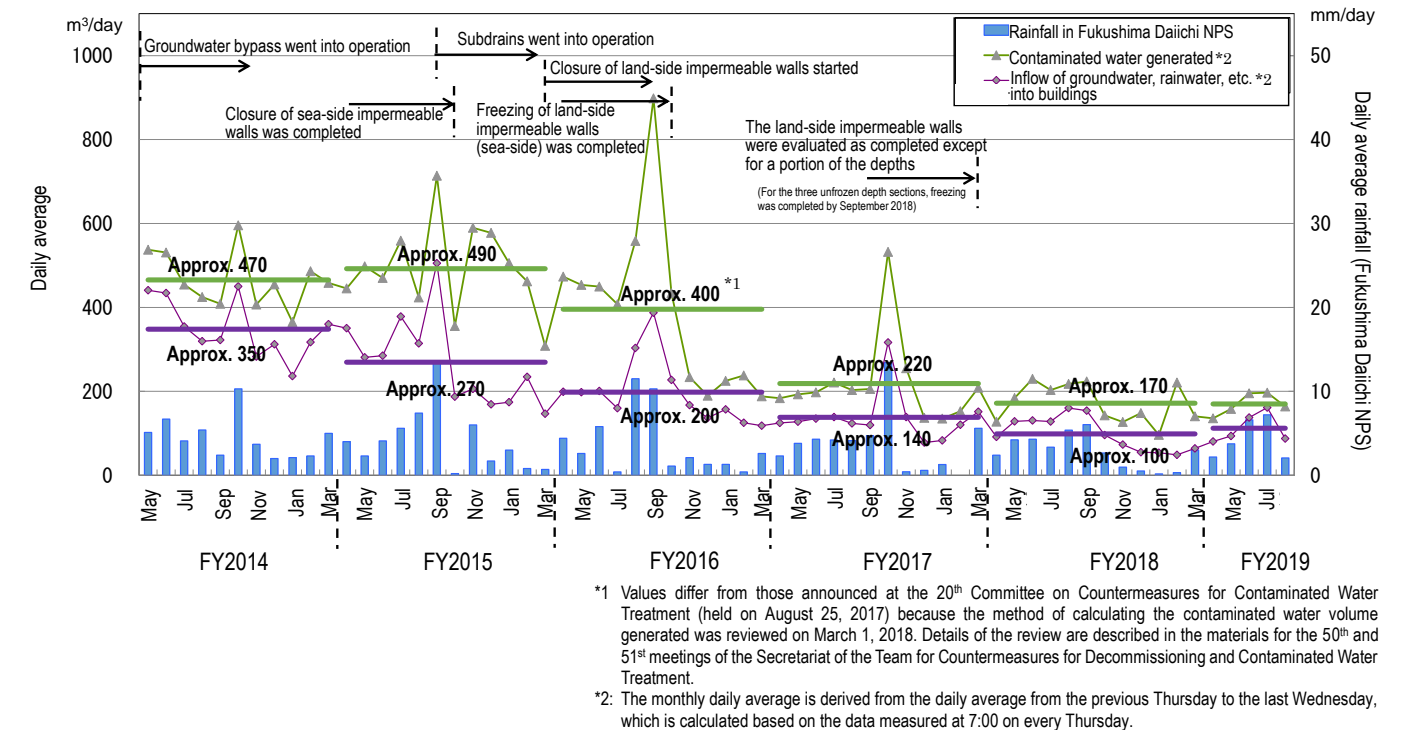 m³/day
mm/day
Groundwater bypass went into operation
Subdrains went into operation
Closure of land-side impermeable walls started
Closure of sea-side impermeable
walls was completed
Freezing of land-side
impermeable walls
(sea-side) was completed
The land-side impermeable walls
were evaluated as completed except
for a portion of the depths
(For the three unfrozen depth sections, freezing
was completed by September 2018)
Rainfall in Fukushima Daiichi NPS
Contaminated water generated *2
Inflow of groundwater, rainwater, etc. *2
into buildings
Daily average
1000
800
600
400
200
0
Daily average rainfall (Fukushima Daiichi NPS)
50
40
30
20
10
0
Approx. 470
Approx. 350
Approx. 490
Approx. 270
Approx. 400 *1
Approx. 200
Approx. 220
Approx. 140
Approx. 170
Approx. 100
May Jul Sep Nov Jan Mar May Jul Sep Nov Jan Mar May Jul Sep Nov Jan Mar May Jul Sep Nov Jan Mar May Jul Sep Nov Jan Mar May Jul
FY2014 FY2015 FY2016 FY2017 FY2018 FY2019
*1 Values differ from those announced at the 20th Committee on Countermeasures for Contaminated Water
Treatment (held on August 25, 2017) because the method of calculating the contaminated water volume
generated was reviewed on March 1, 2018. Details of the review are described in the materials for the 50th and
51st meetings of the Secretariat of the Team for Countermeasures for Decommissioning and Contaminated Water
Treatment.
*2: The monthly daily average is derived from the daily average from the previous Thursday to the last Wednesday,
which is calculated based on the data measured at 7:00 on every Thursday.